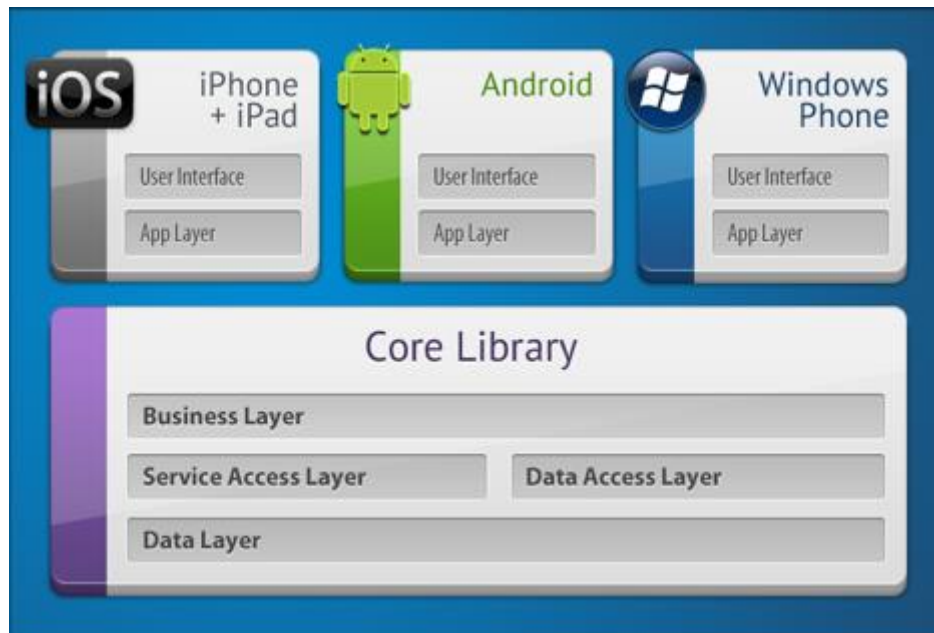 iOS
iPhone
+ iPad
User Interface
App Layer
Android
User Interface
App Layer
Windows
Phone
User Interface
App Layer
Core Library
Business Layer
Service Access Layer
Data Access Layer
Data Layer